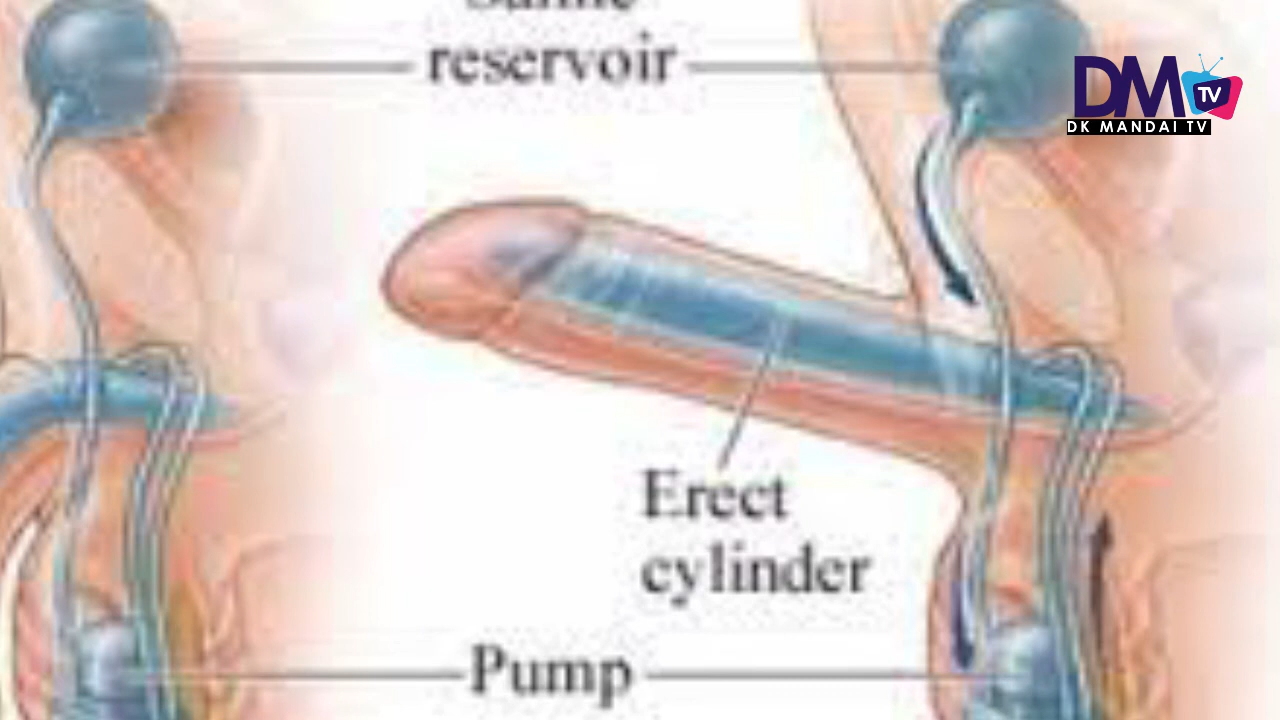 reservoir
DM TV
DK MANDAI TV
Erect
cylinder
Pump